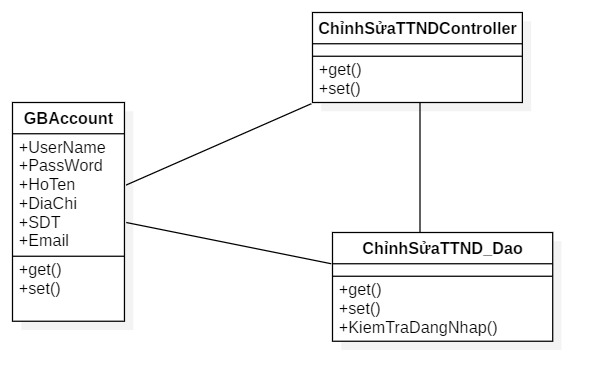 ChỉnhSửaTTNDController
+get()
+set()
GBAccount
+UserName
+PassWord
+HoTen
+DiaChi
+SDT
+Email
+get()
+set()
ChỉnhSửaTTND_Dao
+get()
+set()
+KiemTraDangNhap()